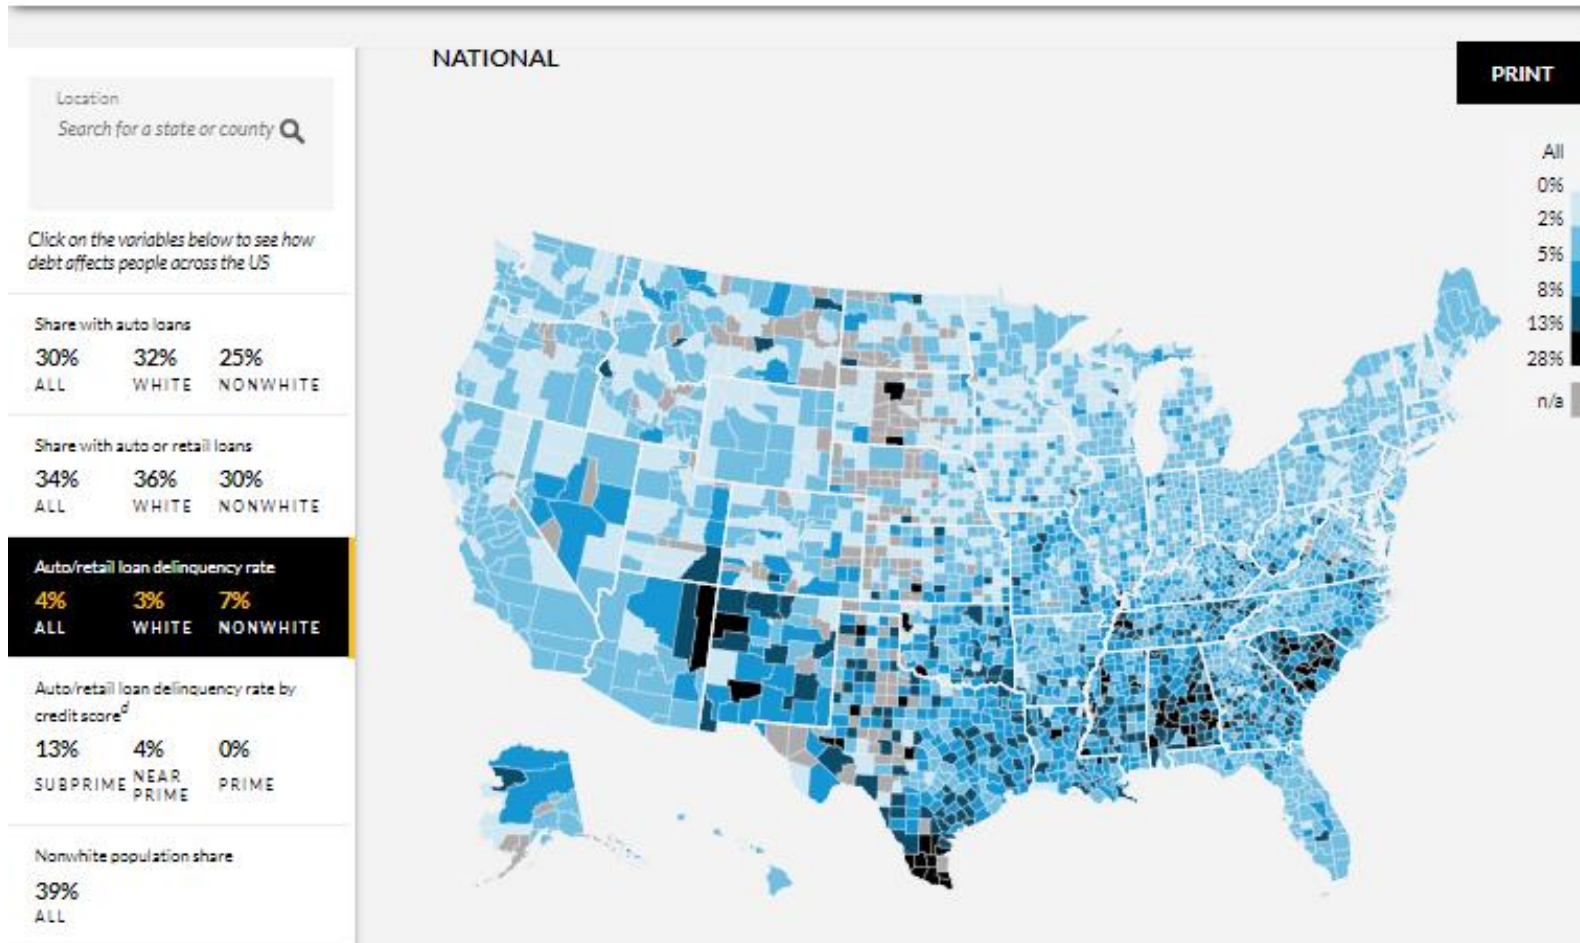 NATIONAL
PRINT
Location
Search for a state or county
Click on the variables below to see how
debt affects people across the US
Share with auto loans
30% 32% 25%
ALL WHITE NONWHITE
Share with auto or retail loans
34% 36% 30%
ALL WHITE NONWHITE
Auto/retail loan delinquency rate
4% 3% 7%
ALL WHITE NONWHITE
Auto/retail loan delinquency rate by
credit score^d
13% 4% 0%
SUBPRIME NEAR PRIME PRIME
Nonwhite population share
39%
ALL
All
0%
2%
5%
8%
13%
28%
n/a